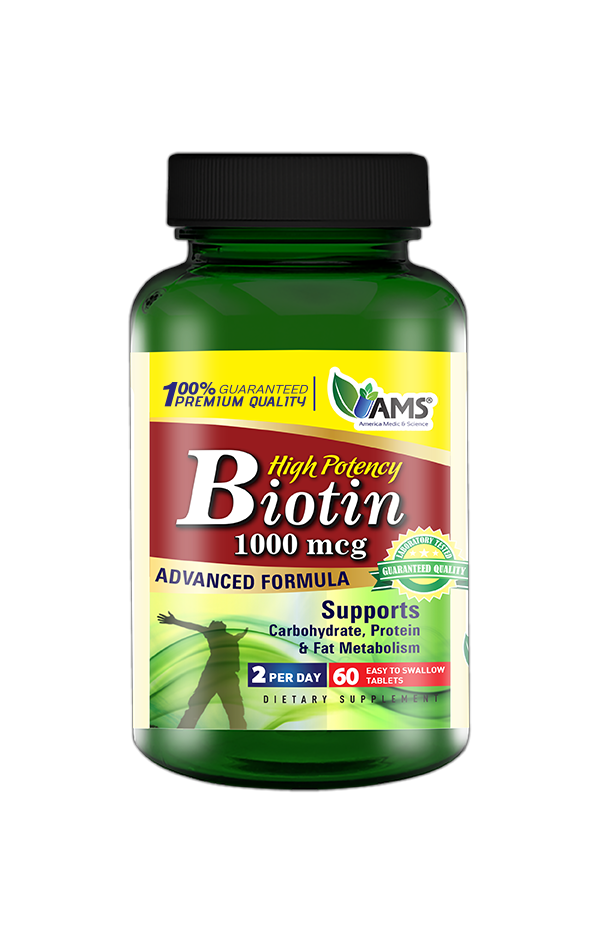 100% GUARANTEED
PREMIUM QUALITY
AMS®
America Medic & Science
High Potency
Biotin
1000 mcg
ADVANCED FORMULA
LABORATORY TESTED
GUARANTEED QUALITY
Supports
Carbohydrate, Protein
& Fat Metabolism
2 PER DAY
60 EASY TO SWALLOW
TABLETS
DIETARY SUPPLEMENT